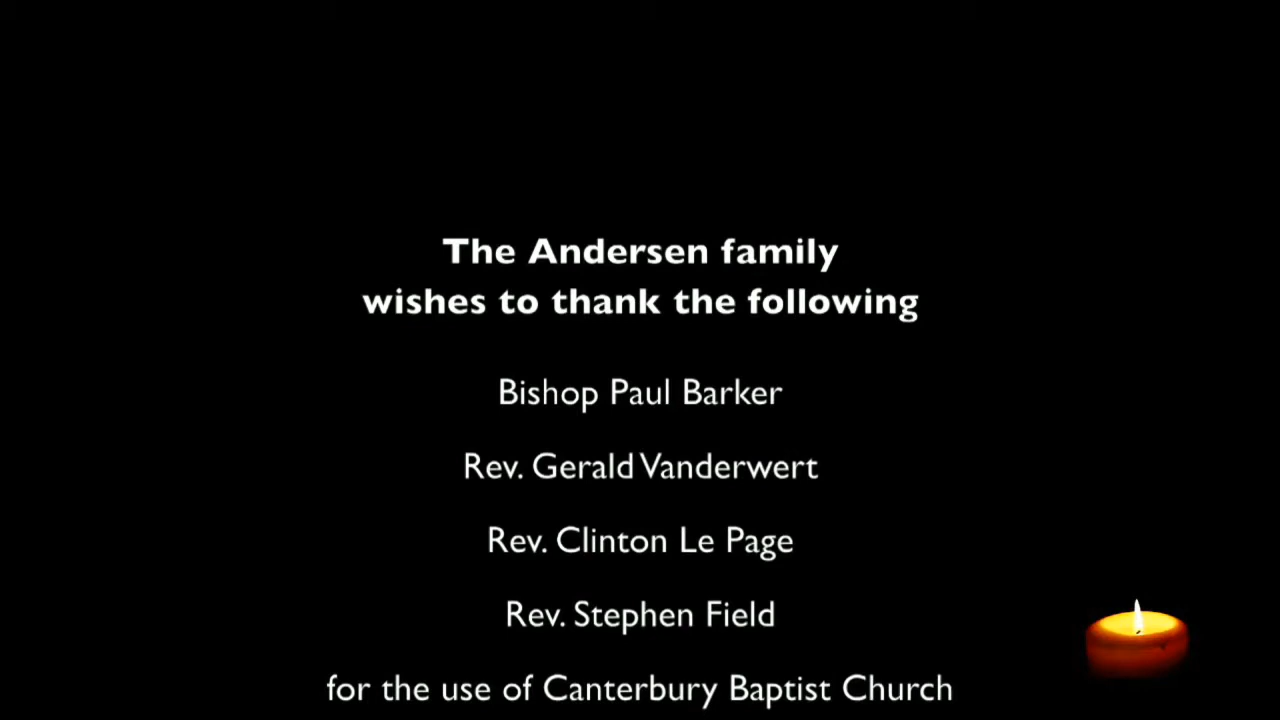 The Andersen family
wishes to thank the following
Bishop Paul Barker
Rev. Gerald Vanderwert
Rev. Clinton Le Page
Rev. Stephen Field
for the use of Canterbury Baptist Church